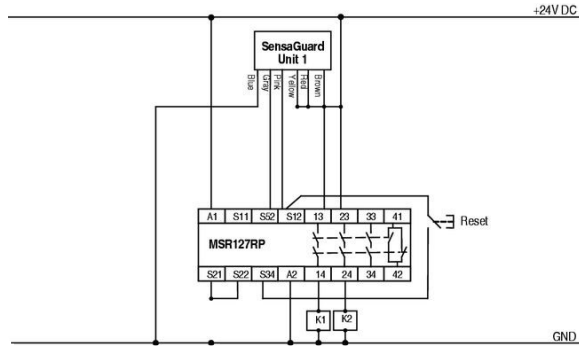 +24V DC
SensaGuard
Unit 1
Blue
Gray
Pink
Yellow
Red
Brown
A1 S11 S52 S12 13 23 33 41
Reset
MSR127RP
S21 S22 S34 A2 14 24 34 42
K1 K2
GND